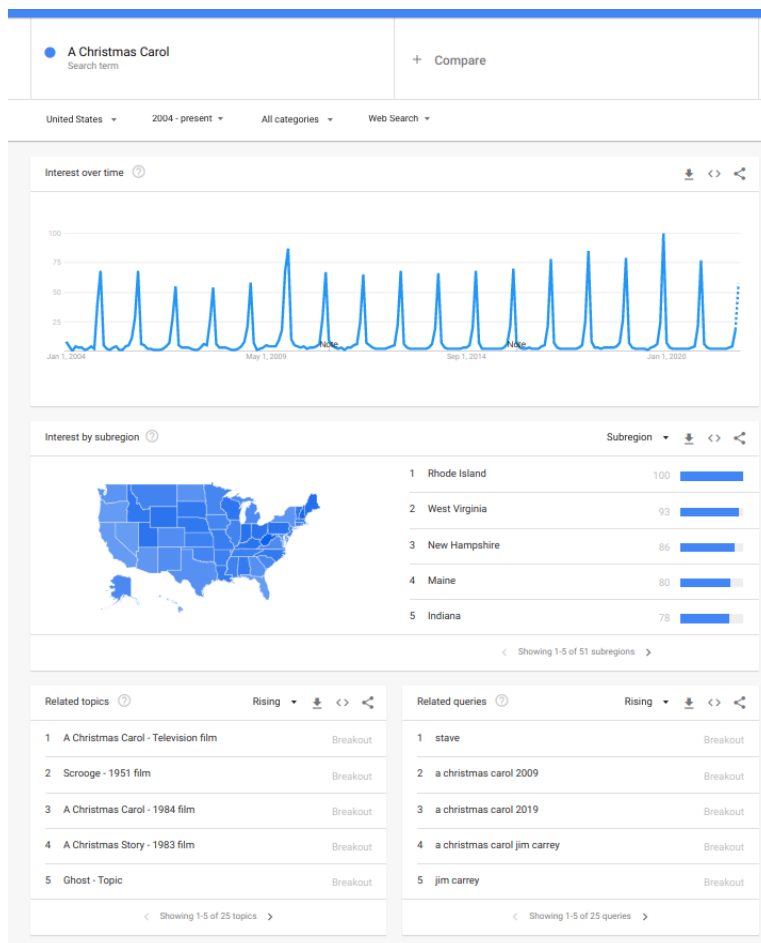 A Christmas Carol
Search term
+ Compare
United States 2004 - present All categories Web Search
Interest over time
100
75
50
25
Note Note
Jan 1, 2004 May 1, 2009 Sep 1, 2014 Jan 1, 2020
Interest by subregion Subregion
1 Rhode Island 100
2 West Virginia 93
3 New Hampshire 86
4 Maine 80
5 Indiana 78
Showing 1-5 of 51 subregions
Related topics Rising
1 A Christmas Carol - Television film Breakout
2 Scrooge - 1951 film Breakout
3 A Christmas Carol - 1984 film Breakout
4 A Christmas Story - 1983 film Breakout
5 Ghost - Topic Breakout
Showing 1-5 of 25 topics
Related queries Rising
1 stave Breakout
2 a christmas carol 2009 Breakout
3 a christmas carol 2019 Breakout
4 a christmas carol jim carrey Breakout
5 jim carrey Breakout
Showing 1-5 of 25 queries